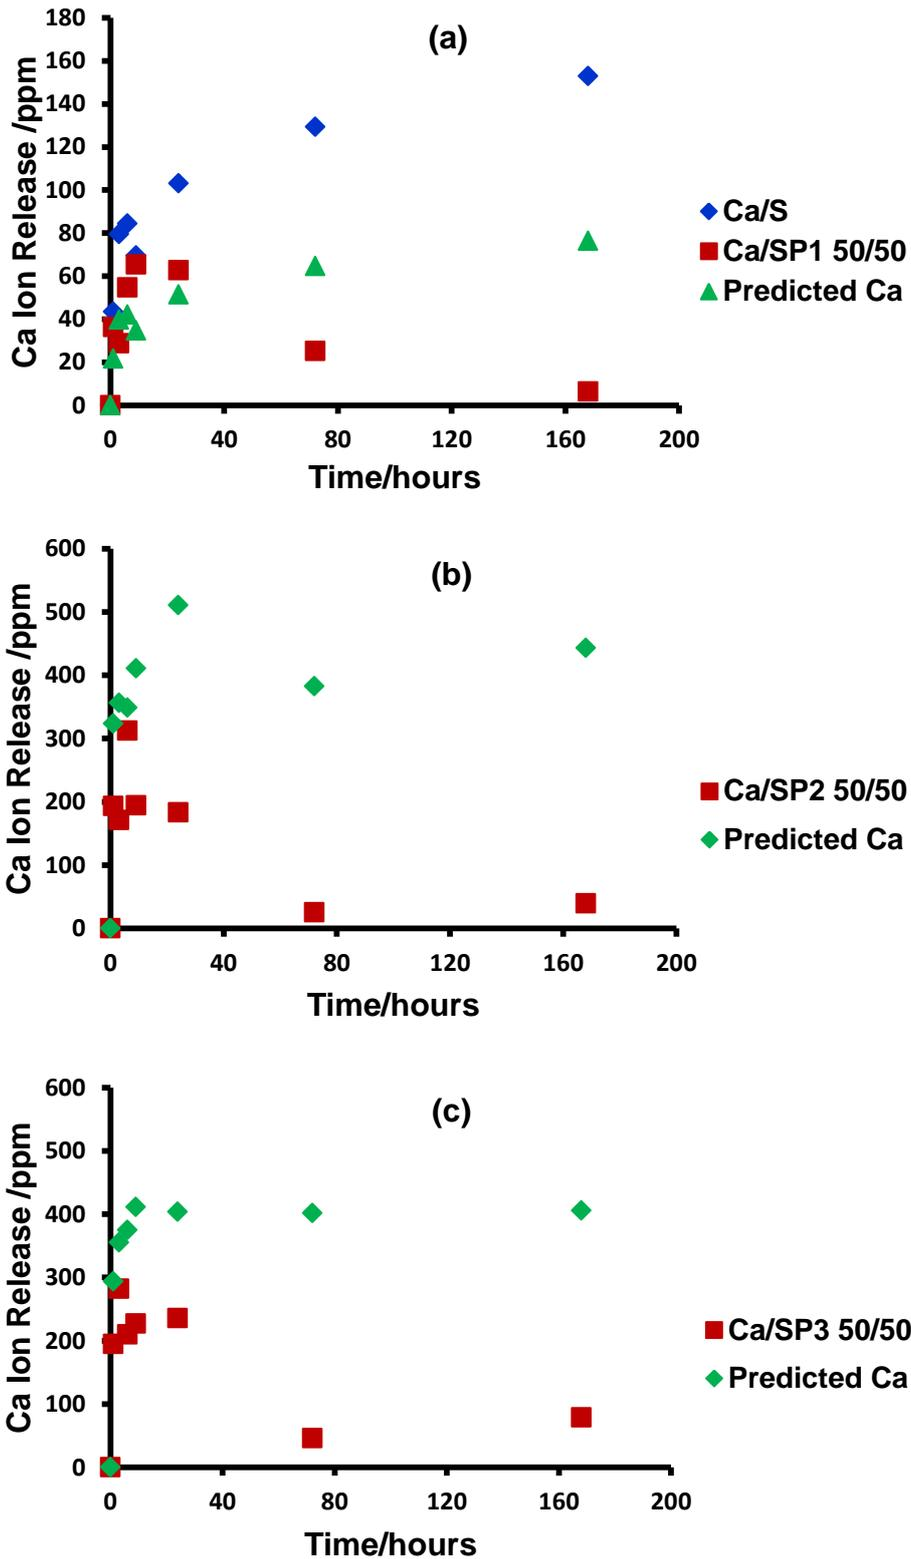 (a)
Ca Ion Release /ppm
180
160
140
120
100
80
60
40
20
0
0 40 80 120 160 200
Time/hours
Ca/S
Ca/SP1 50/50
Predicted Ca
(b)
Ca Ion Release /ppm
600
500
400
300
200
100
0
0 40 80 120 160 200
Time/hours
Ca/SP2 50/50
Predicted Ca
(c)
Ca Ion Release /ppm
600
500
400
300
200
100
0
0 40 80 120 160 200
Time/hours
Ca/SP3 50/50
Predicted Ca